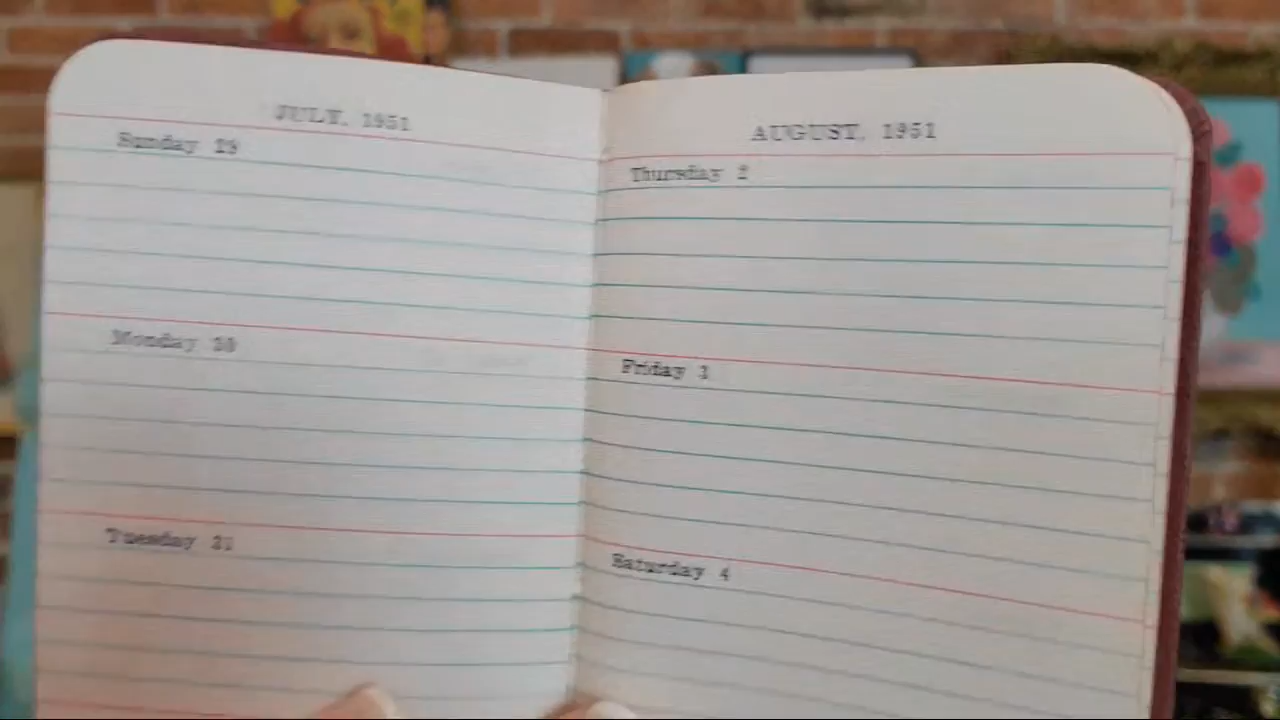 JULY, 1951
Sunday 29
Monday 30
Tuesday 31
AUGUST, 1951
Thursday 2
Friday 3
Saturday 4